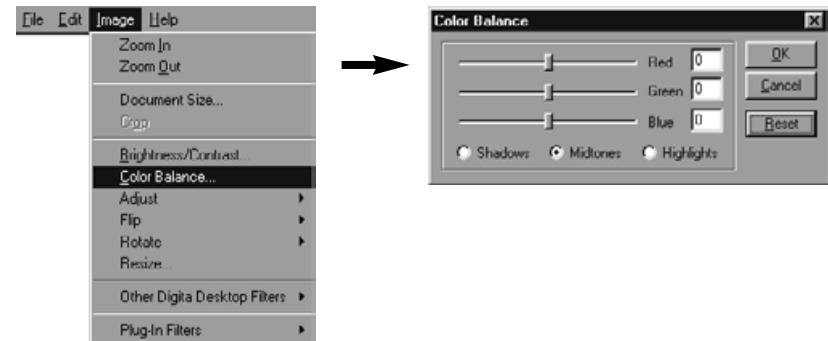 File Edit Image Help
Zoom In
Zoom Out
Document Size...
Crop
Brightness/Contrast...
Color Balance...
Adjust
Flip
Rotate
Resize...
Other Digita Desktop Filters
Plug-In Filters
Color Balance
Red 0 OK
Green 0 Cancel
Blue 0 Reset
Shadows Midtones Highlights